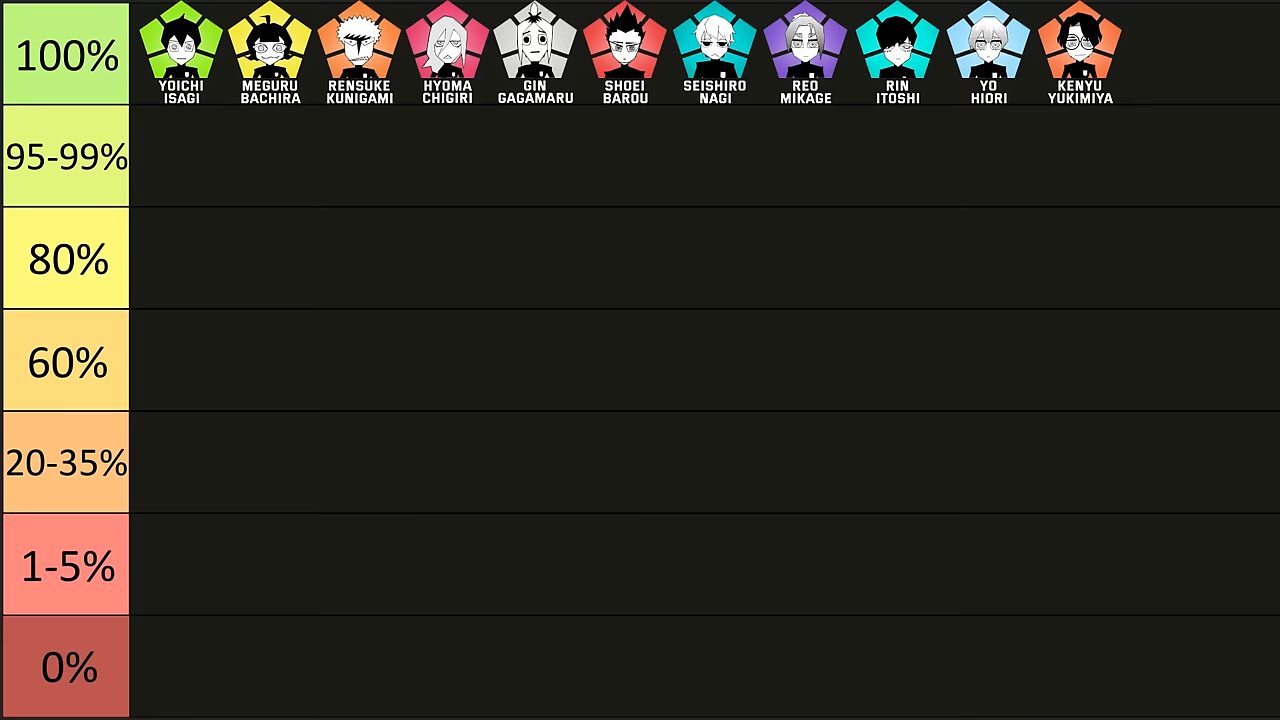 100%
YOICHI
ISAGI
MEGURU
BACHIRA
RENSUKE
KUNIGAMI
HYOMA
CHIGIRI
GIN
GAGAMARU
SHOEI
BAROU
SEISHIRO
NAGI
REO
MIKAGE
RIN
ITOSHI
YO
HIORI
KENYU
YUKIMIYA
95-99%
80%
60%
20-35%
1-5%
0%